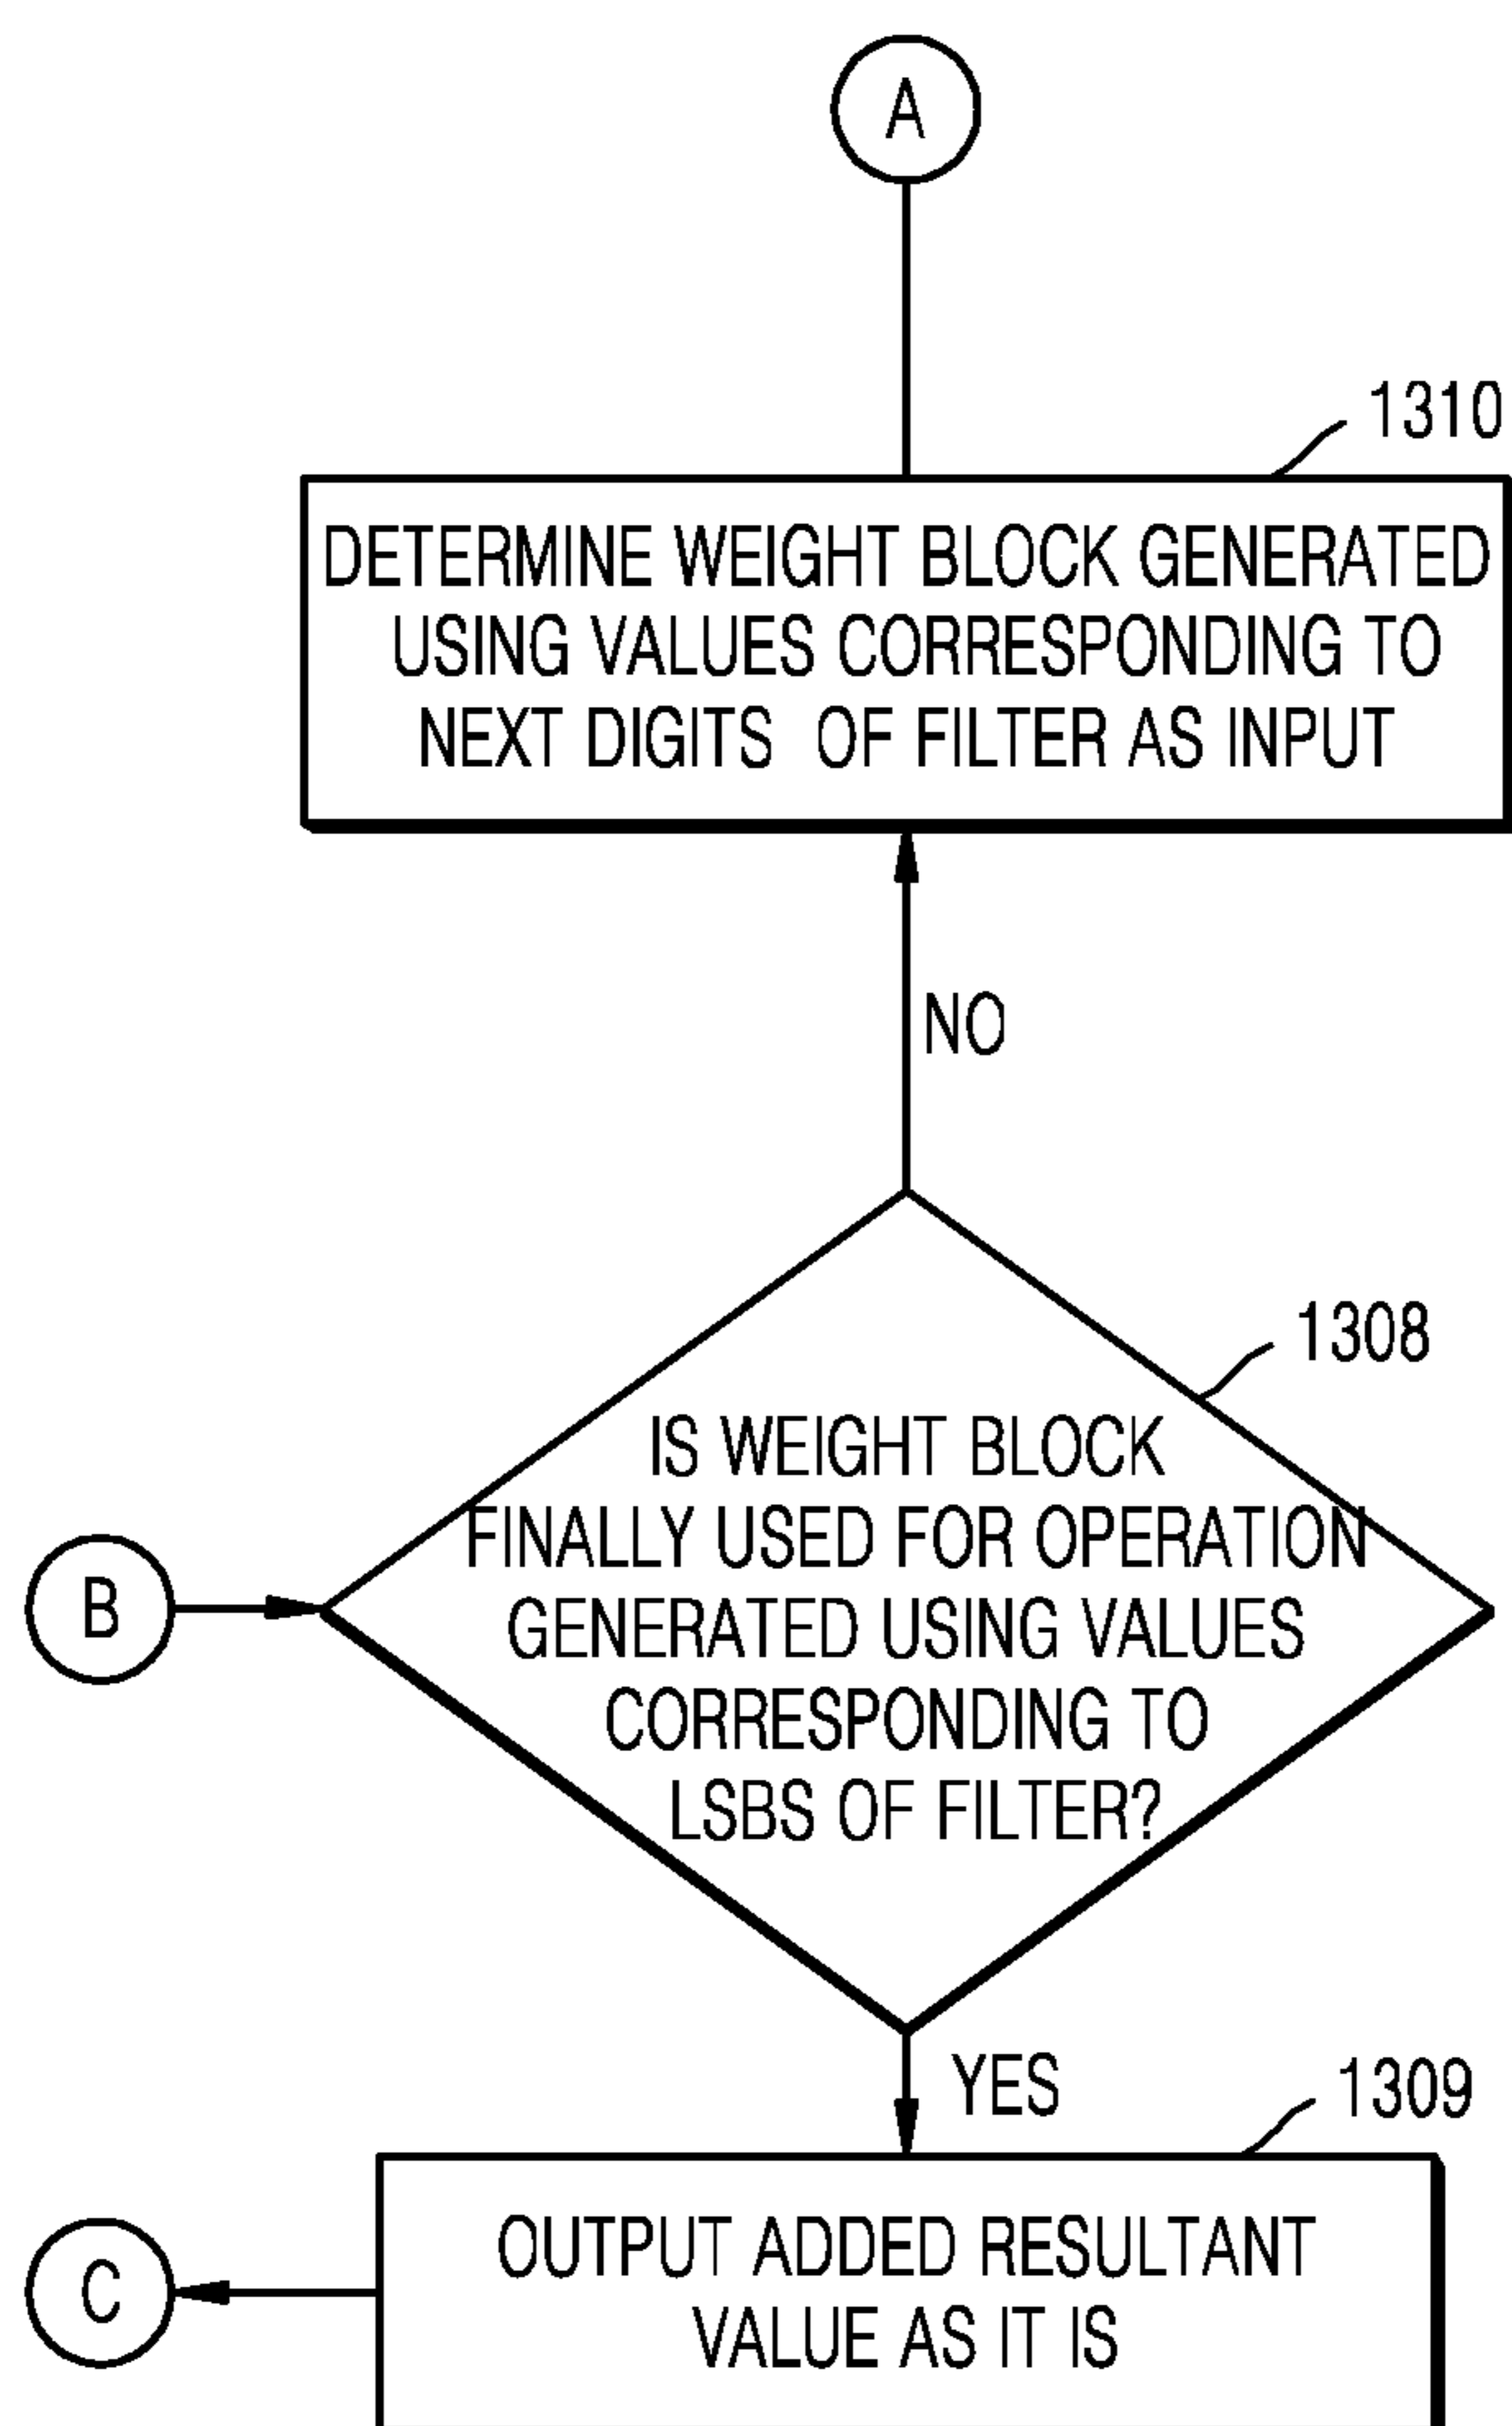 A
1310
DETERMINE WEIGHT BLOCK GENERATED
USING VALUES CORRESPONDING TO
NEXT DIGITS OF FILTER AS INPUT
NO
1308
IS WEIGHT BLOCK
FINALLY USED FOR OPERATION
GENERATED USING VALUES
CORRESPONDING TO
LSBS OF FILTER?
B
YES
1309
OUTPUT ADDED RESULTANT
VALUE AS IT IS
C